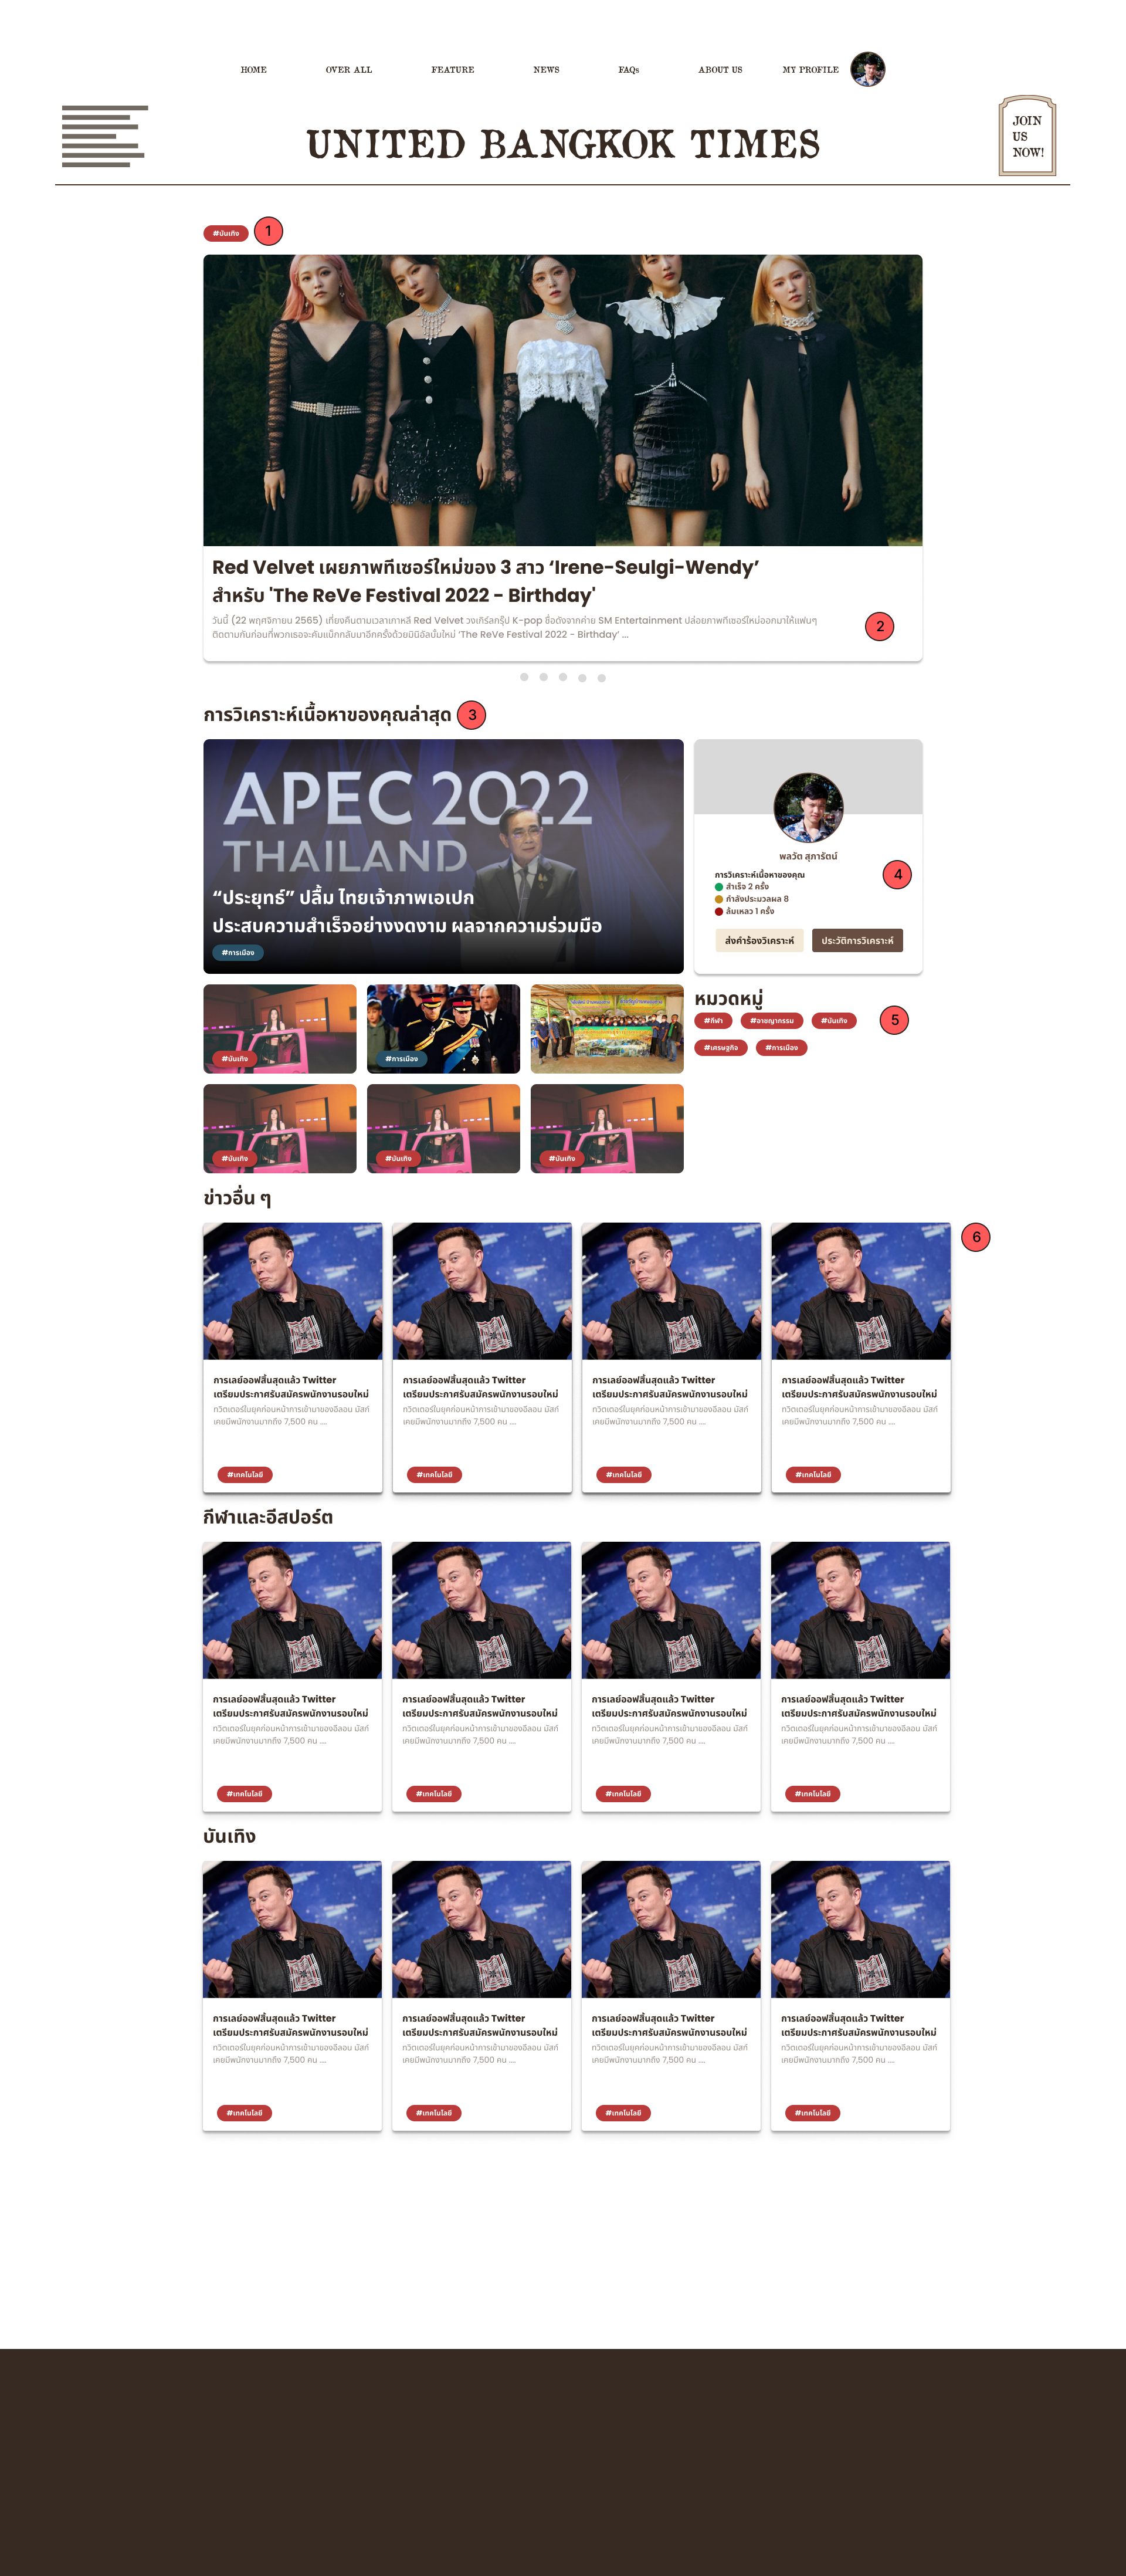 HOME OVER ALL FEATURE NEWS FAQs ABOUT US MY PROFILE
UNITED BANGKOK TIMES
JOIN
US
NOW!
#บันเทิง 1
Red Velvet เผยภาพทีเซอร์ใหม่ของ 3 สาว ‘Irene-Seulgi-Wendy’
สำหรับ 'The ReVe Festival 2022 - Birthday'
วันนี้ (22 พฤศจิกายน 2565) เที่ยงคืนตามเวลาเกาหลี Red Velvet วงเกิร์ลกรุ๊ป K-pop ชื่อดังจากค่าย SM Entertainment ปล่อยภาพทีเซอร์ใหม่ออกมาให้แฟนๆ
ติดตามกันก่อนที่พวกเธอจะคัมแบ็กกลับมาอีกครั้งด้วยมินิอัลบั้มใหม่ ‘The ReVe Festival 2022 - Birthday’ ...
2
การวิเคราะห์เนื้อหาของคุณล่าสุด 3
APEC 2022
THAILAND
“ประยุทธ์” ปลื้ม ไทยเจ้าภาพเอเปก
ประสบความสำเร็จอย่างงดงาม ผลจากความร่วมมือ
#การเมือง
พลวัต สุภารัตน์
การวิเคราะห์เนื้อหาของคุณ
สำเร็จ 2 ครั้ง
กำลังประมวลผล 8
ล้มเหลว 1 ครั้ง
4
ส่งคำร้องวิเคราะห์ ประวัติการวิเคราะห์
#บันเทิง #การเมือง
#บันเทิง #บันเทิง #บันเทิง
หมวดหมู่
#กีฬา #อาชญากรรม #บันเทิง
5
#เศรษฐกิจ #การเมือง
ข่าวอื่น ๆ
6
การเลย์ออฟสิ้นสุดแล้ว Twitter
เตรียมประกาศรับสมัครพนักงานรอบใหม่
ทวิตเตอร์ในยุคก่อนหน้าการเข้ามาของอีลอน มัสก์
เคยมีพนักงานมากถึง 7,500 คน ....
#เทคโนโลยี
การเลย์ออฟสิ้นสุดแล้ว Twitter
เตรียมประกาศรับสมัครพนักงานรอบใหม่
ทวิตเตอร์ในยุคก่อนหน้าการเข้ามาของอีลอน มัสก์
เคยมีพนักงานมากถึง 7,500 คน ....
#เทคโนโลยี
การเลย์ออฟสิ้นสุดแล้ว Twitter
เตรียมประกาศรับสมัครพนักงานรอบใหม่
ทวิตเตอร์ในยุคก่อนหน้าการเข้ามาของอีลอน มัสก์
เคยมีพนักงานมากถึง 7,500 คน ....
#เทคโนโลยี
การเลย์ออฟสิ้นสุดแล้ว Twitter
เตรียมประกาศรับสมัครพนักงานรอบใหม่
ทวิตเตอร์ในยุคก่อนหน้าการเข้ามาของอีลอน มัสก์
เคยมีพนักงานมากถึง 7,500 คน ....
#เทคโนโลยี
กีฬาและอีสปอร์ต
การเลย์ออฟสิ้นสุดแล้ว Twitter
เตรียมประกาศรับสมัครพนักงานรอบใหม่
ทวิตเตอร์ในยุคก่อนหน้าการเข้ามาของอีลอน มัสก์
เคยมีพนักงานมากถึง 7,500 คน ....
#เทคโนโลยี
การเลย์ออฟสิ้นสุดแล้ว Twitter
เตรียมประกาศรับสมัครพนักงานรอบใหม่
ทวิตเตอร์ในยุคก่อนหน้าการเข้ามาของอีลอน มัสก์
เคยมีพนักงานมากถึง 7,500 คน ....
#เทคโนโลยี
การเลย์ออฟสิ้นสุดแล้ว Twitter
เตรียมประกาศรับสมัครพนักงานรอบใหม่
ทวิตเตอร์ในยุคก่อนหน้าการเข้ามาของอีลอน มัสก์
เคยมีพนักงานมากถึง 7,500 คน ....
#เทคโนโลยี
การเลย์ออฟสิ้นสุดแล้ว Twitter
เตรียมประกาศรับสมัครพนักงานรอบใหม่
ทวิตเตอร์ในยุคก่อนหน้าการเข้ามาของอีลอน มัสก์
เคยมีพนักงานมากถึง 7,500 คน ....
#เทคโนโลยี
บันเทิง
การเลย์ออฟสิ้นสุดแล้ว Twitter
เตรียมประกาศรับสมัครพนักงานรอบใหม่
ทวิตเตอร์ในยุคก่อนหน้าการเข้ามาของอีลอน มัสก์
เคยมีพนักงานมากถึง 7,500 คน ....
#เทคโนโลยี
การเลย์ออฟสิ้นสุดแล้ว Twitter
เตรียมประกาศรับสมัครพนักงานรอบใหม่
ทวิตเตอร์ในยุคก่อนหน้าการเข้ามาของอีลอน มัสก์
เคยมีพนักงานมากถึง 7,500 คน ....
#เทคโนโลยี
การเลย์ออฟสิ้นสุดแล้ว Twitter
เตรียมประกาศรับสมัครพนักงานรอบใหม่
ทวิตเตอร์ในยุคก่อนหน้าการเข้ามาของอีลอน มัสก์
เคยมีพนักงานมากถึง 7,500 คน ....
#เทคโนโลยี
การเลย์ออฟสิ้นสุดแล้ว Twitter
เตรียมประกาศรับสมัครพนักงานรอบใหม่
ทวิตเตอร์ในยุคก่อนหน้าการเข้ามาของอีลอน มัสก์
เคยมีพนักงานมากถึง 7,500 คน ....
#เทคโนโลยี